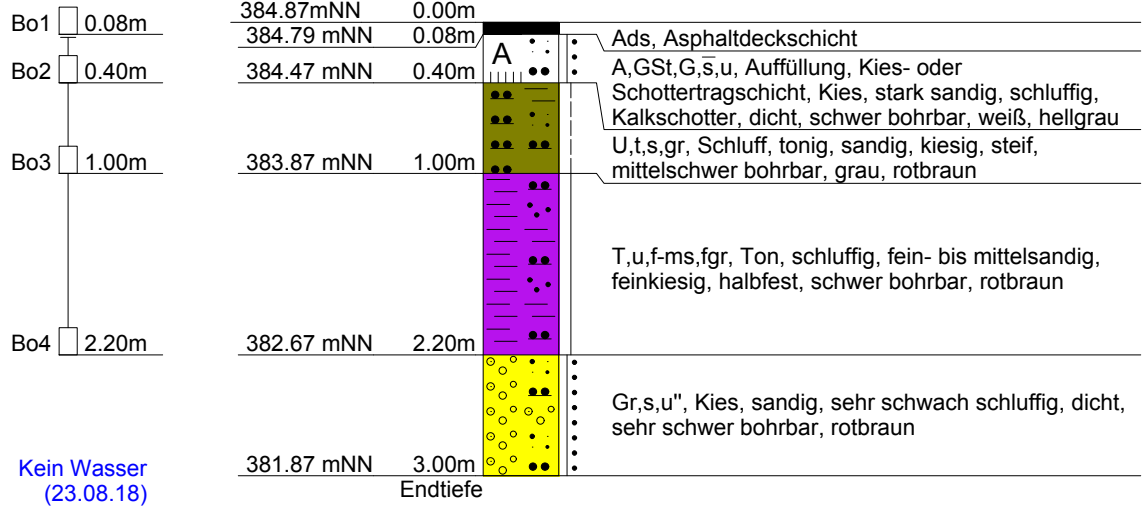 384.87mNN 0.00m
Bo1 0.08m
384.79 mNN 0.08m
Ads, Asphaltdeckschicht
A
Bo2 0.40m
384.47 mNN 0.40m
A,GSt,G,s̅,u, Auffüllung, Kies- oder
Schottertragschicht, Kies, stark sandig, schluffig,
Kalkschotter, dicht, schwer bohrbar, weiß, hellgrau
Bo3 1.00m
383.87 mNN 1.00m
U,t,s,gr, Schluff, tonig, sandig, kiesig, steif,
mittelschwer bohrbar, grau, rotbraun
T,u,f-ms,fgr, Ton, schluffig, fein- bis mittelsandig,
feinkiesig, halbfest, schwer bohrbar, rotbraun
Bo4 2.20m
382.67 mNN 2.20m
Gr,s,u", Kies, sandig, sehr schwach schluffig, dicht,
sehr schwer bohrbar, rotbraun
Kein Wasser
(23.08.18)
381.87 mNN 3.00m
Endtiefe